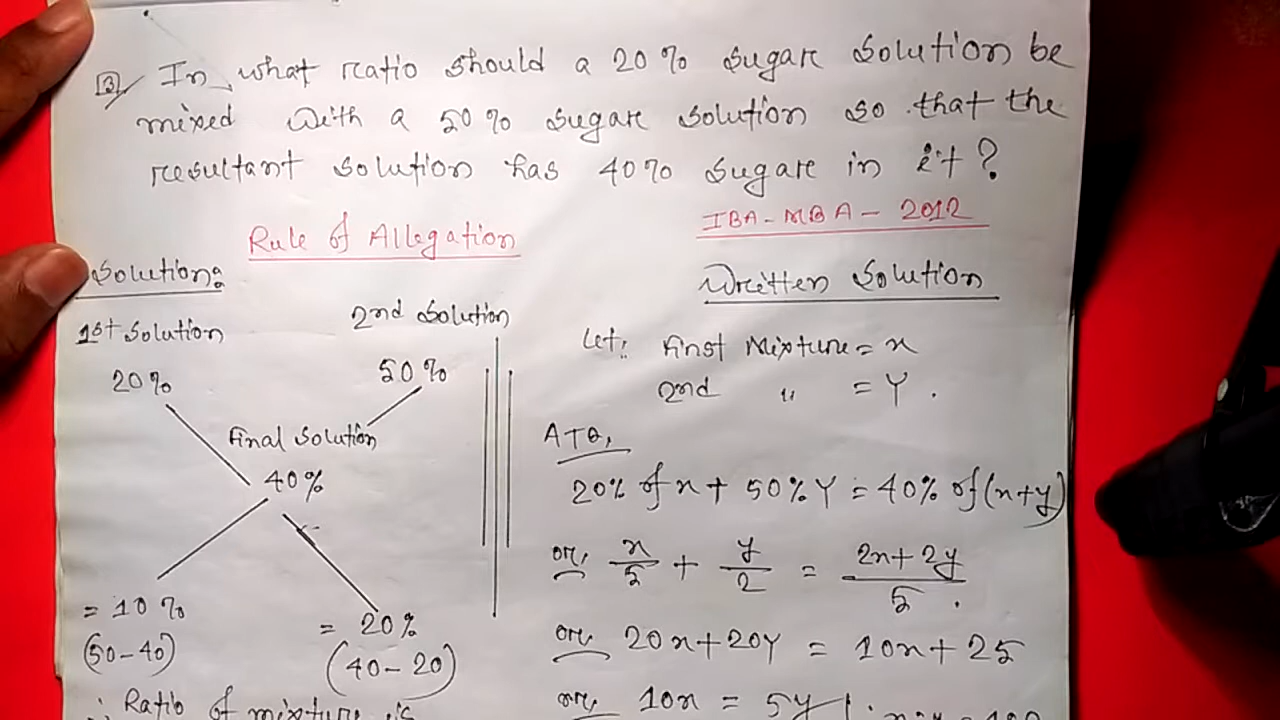 3/ In what ratio should a 20% sugar solution be
mixed with a 50% sugar solution so that the
resultant solution has 40% sugar in it?
IBA-MBA-2012
Rule of Allegation
Solution:
1st Solution
2nd Solution
20%
50%
Final Solution
40%
= 10%
(50-40)
= 20%
(40-20)
∴ Ratio of mixture is
Written Solution
Let: First Mixture = x
2nd " = Y.
ATQ,
20% of x + 50% Y = 40% of (x+y)
or, x/5 + y/2 = 2x+2y/5.
or, 20x+20Y = 10x+25
or, 10x = 5y